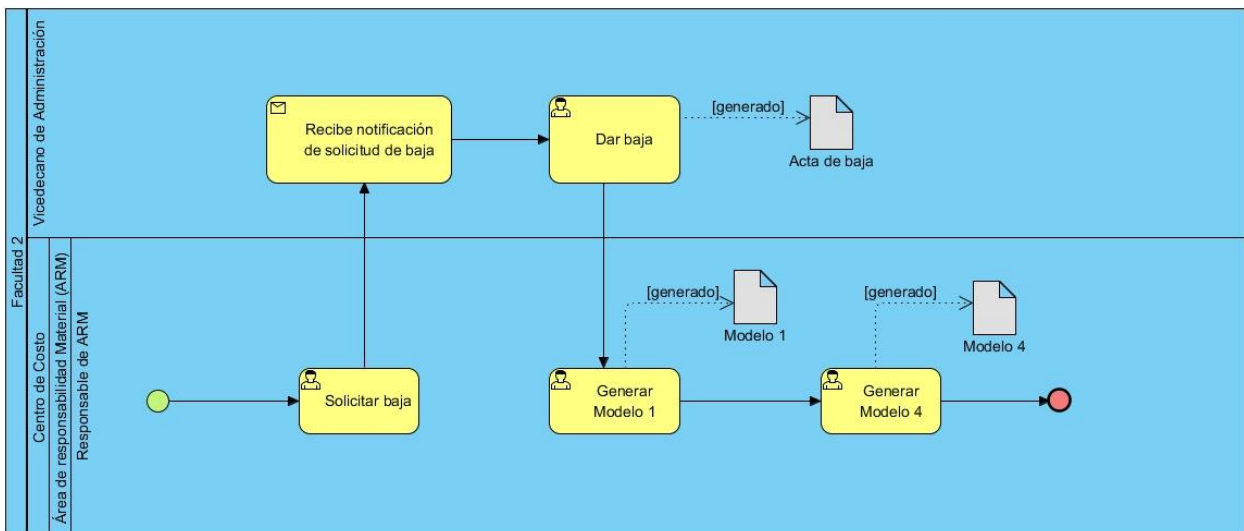 Facultad 2
Vicedecano de Administración
Recibe notificación
de solicitud de baja
Dar baja
[generado]
Acta de baja
Centro de Costo
Área de responsabilidad Material (ARM)
Responsable de ARM
Solicitar baja
Generar
Modelo 1
[generado]
Modelo 1
Generar
Modelo 4
[generado]
Modelo 4